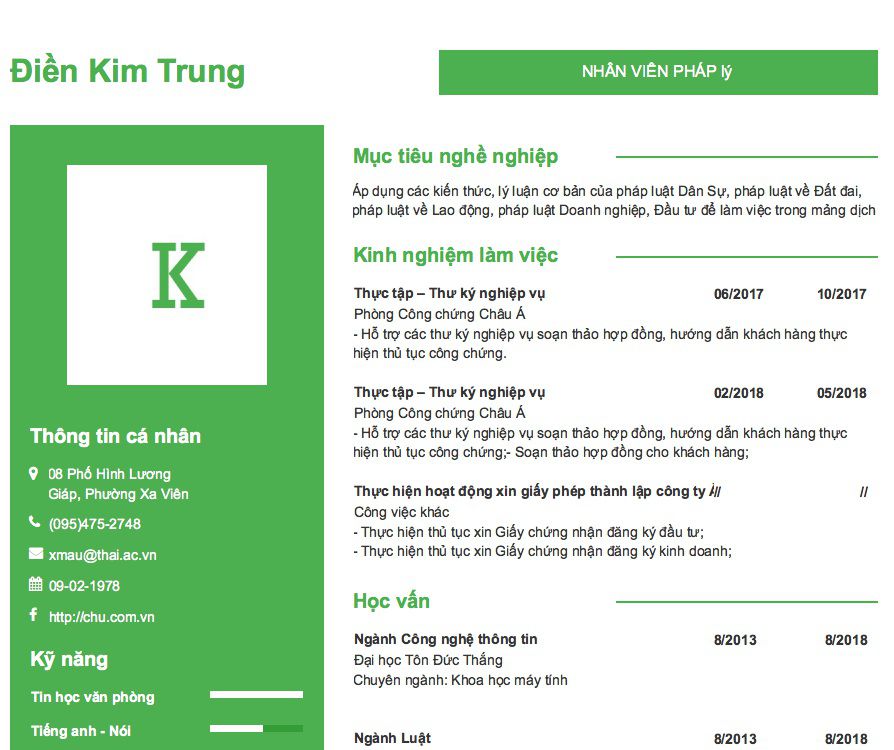 Điền Kim Trung
NHÂN VIÊN PHÁP lý
K
Thông tin cá nhân
08 Phố Hình Lương
Giáp, Phường Xa Viên
(095)475-2748
xmau@thai.ac.vn
09-02-1978
http://chu.com.vn
Kỹ năng
Tin học văn phòng
Tiếng anh - Nói
Mục tiêu nghề nghiệp
Áp dụng các kiến thức, lý luận cơ bản của pháp luật Dân Sự, pháp luật về Đất đai,
pháp luật về Lao động, pháp luật Doanh nghiệp, Đầu tư để làm việc trong mảng dịch
Kinh nghiệm làm việc
Thực tập – Thư ký nghiệp vụ 06/2017 10/2017
Phòng Công chứng Châu Á
- Hỗ trợ các thư ký nghiệp vụ soạn thảo hợp đồng, hướng dẫn khách hàng thực
hiện thủ tục công chứng.
Thực tập – Thư ký nghiệp vụ 02/2018 05/2018
Phòng Công chứng Châu Á
- Hỗ trợ các thư ký nghiệp vụ soạn thảo hợp đồng, hướng dẫn khách hàng thực
hiện thủ tục công chứng;- Soạn thảo hợp đồng cho khách hàng;
Thực hiện hoạt động xin giấy phép thành lập công ty // //
Công việc khác
- Thực hiện thủ tục xin Giấy chứng nhận đăng ký đầu tư;
- Thực hiện thủ tục xin Giấy chứng nhận đăng ký kinh doanh;
Học vấn
Ngành Công nghệ thông tin 8/2013 8/2018
Đại học Tôn Đức Thắng
Chuyên ngành: Khoa học máy tính
Ngành Luật 8/2013 8/2018